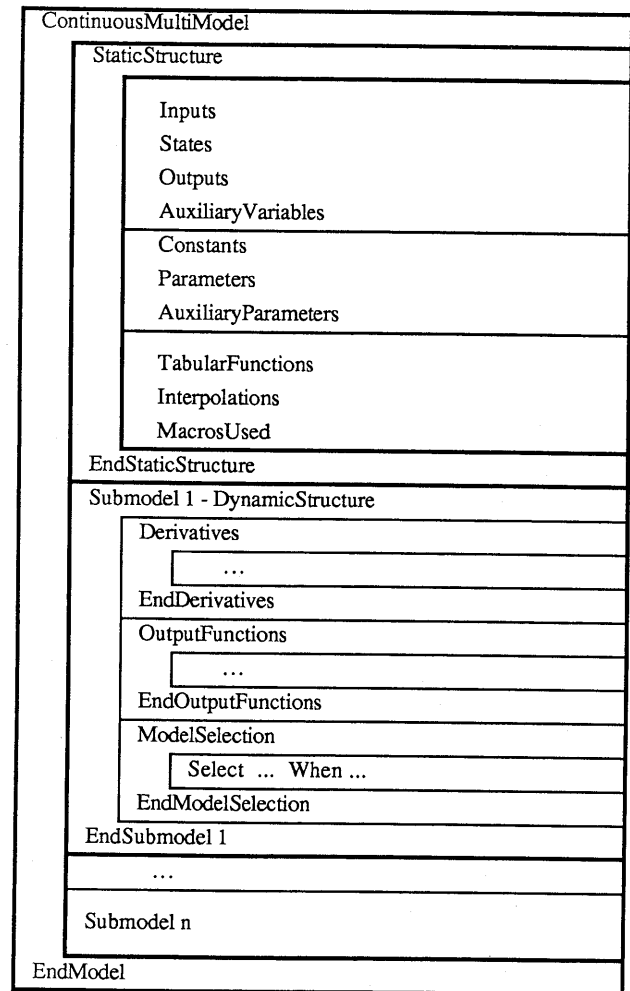 ContinuousMultiModel
StaticStructure
Inputs
States
Outputs
AuxiliaryVariables
Constants
Parameters
AuxiliaryParameters
TabularFunctions
Interpolations
MacrosUsed
EndStaticStructure
Submodel 1 - DynamicStructure
Derivatives
...
EndDerivatives
OutputFunctions
...
EndOutputFunctions
ModelSelection
Select ... When ...
EndModelSelection
EndSubmodel 1
...
Submodel n
EndModel